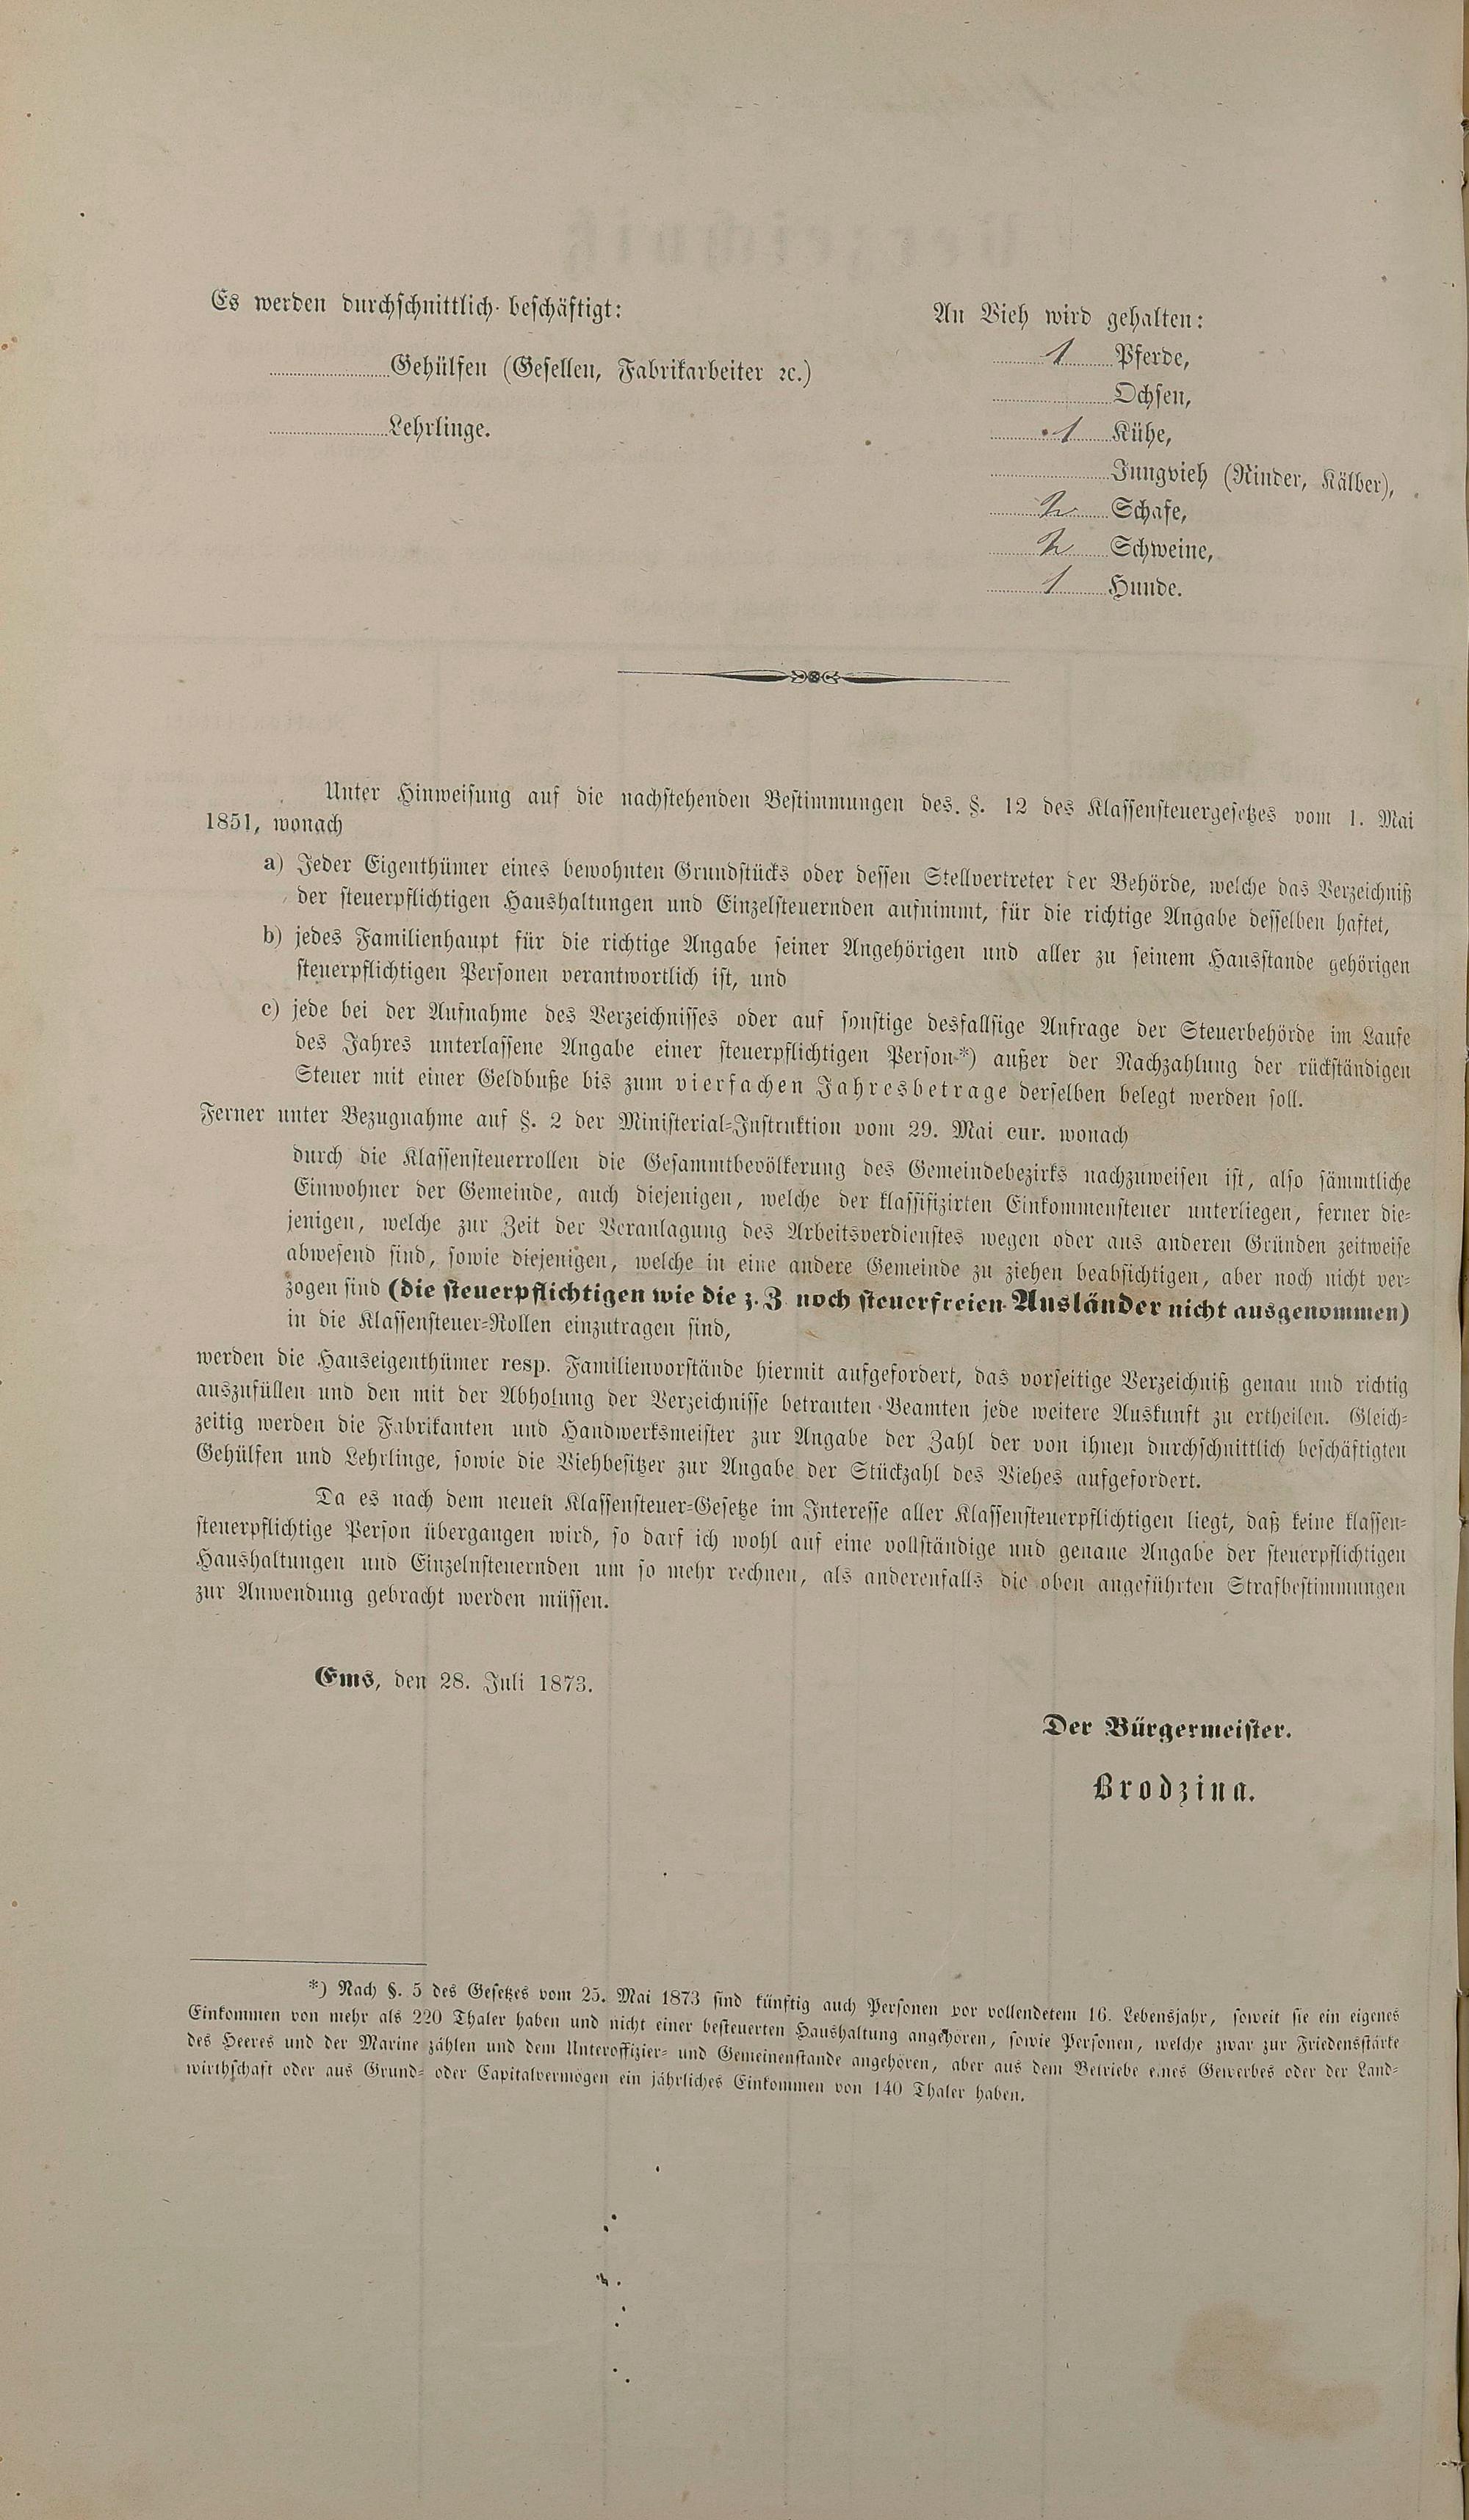 Es werden durchschnittlich beschäftigt:
Gehülfen (Gesellen, Fabrikarbeiter ꝛc.)
Lehrlinge.
An Vieh wird gehalten:
1 Pferde,
Ochsen,
1 Kühe,
Jungvieh (Rinder, Kälber),
2 Schafe,
2 Schweine,
1 Hunde.
Unter Hinweisung auf die nachstehenden Bestimmungen des. §. 12 des Klassensteuergesetzes vom 1. Mai
1851, wonach
a) Jeder Eigenthümer eines bewohnten Grundstücks oder dessen Stellvertreter der Behörde, welche das Verzeichniß
der steuerpflichtigen Haushaltungen und Einzelsteuernden aufnimmt, für die richtige Angabe desselben haftet,
b) jedes Familienhaupt für die richtige Angabe seiner Angehörigen und aller zu seinem Hausstande gehörigen
steuerpflichtigen Personen verantwortlich ist, und
c) jede bei der Aufnahme des Verzeichnisses oder auf sonstige desfallsige Anfrage der Steuerbehörde im Laufe
des Jahres unterlassene Angabe einer steuerpflichtigen Person*) außer der Nachzahlung der rückständigen
Steuer mit einer Geldbuße bis zum vierfachen Jahresbetrage derselben belegt werden soll.
Ferner unter Bezugnahme auf §. 2 der Ministerial-Instruktion vom 29. Mai cur. wonach
durch die Klassensteuerrollen die Gesammtbevölkerung des Gemeindebezirks nachzuweisen ist, also sämmtliche
Einwohner der Gemeinde, auch diejenigen, welche der klassifizirten Einkommensteuer unterliegen, ferner die-
jenigen, welche zur Zeit der Veranlagung des Arbeitsverdienstes wegen oder aus anderen Gründen zeitweise
abwesend sind, sowie diejenigen, welche in eine andere Gemeinde zu ziehen beabsichtigen, aber noch nicht ver-
zogen sind (die steuerpflichtigen wie die z. Z. noch steuerfreien Ausländer nicht ausgenommen)
in die Klassensteuer-Rollen einzutragen sind,
werden die Hauseigenthümer resp. Familienvorstände hiermit aufgefordert, das vorseitige Verzeichniß genau und richtig
auszufüllen und den mit der Abholung der Verzeichnisse betrauten Beamten jede weitere Auskunft zu ertheilen. Gleich-
zeitig werden die Fabrikanten und Handwerksmeister zur Angabe der Zahl der von ihnen durchschnittlich beschäftigten
Gehülfen und Lehrlinge, sowie die Viehbesitzer zur Angabe der Stückzahl des Viehes aufgefordert.
Da es nach dem neuen Klassensteuer-Gesetze im Interesse aller Klassensteuerpflichtigen liegt, daß keine klassen-
steuerpflichtige Person übergangen wird, so darf ich wohl auf eine vollständige und genaue Angabe der steuerpflichtigen
Haushaltungen und Einzelnsteuernden um so mehr rechnen, als anderenfalls die oben angeführten Strafbestimmungen
zur Anwendung gebracht werden müssen.
Ems, den 28. Juli 1873.
Der Bürgermeister.
Brodzina.
*) Nach §. 5 des Gesetzes vom 25. Mai 1873 sind künftig auch Personen vor vollendetem 16. Lebensjahr, soweit sie ein eigenes
Einkommen von mehr als 220 Thaler haben und nicht einer besteuerten Haushaltung angehören, sowie Personen, welche zwar zur Friedensstärke
des Heeres und der Marine zählen und dem Unteroffizier- und Gemeinenstande angehören, aber aus dem Betriebe eines Gewerbes oder der Land-
wirthschaft oder aus Grund- oder Capitalvermögen ein jährliches Einkommen von 140 Thaler haben.